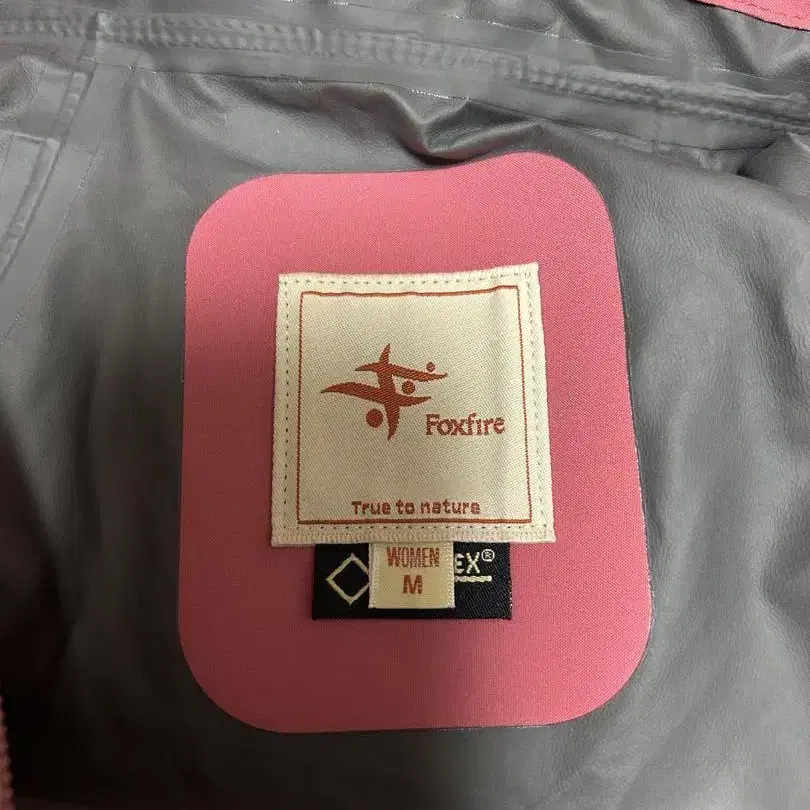 Foxfire
True to nature
WOMEN
M
EX®